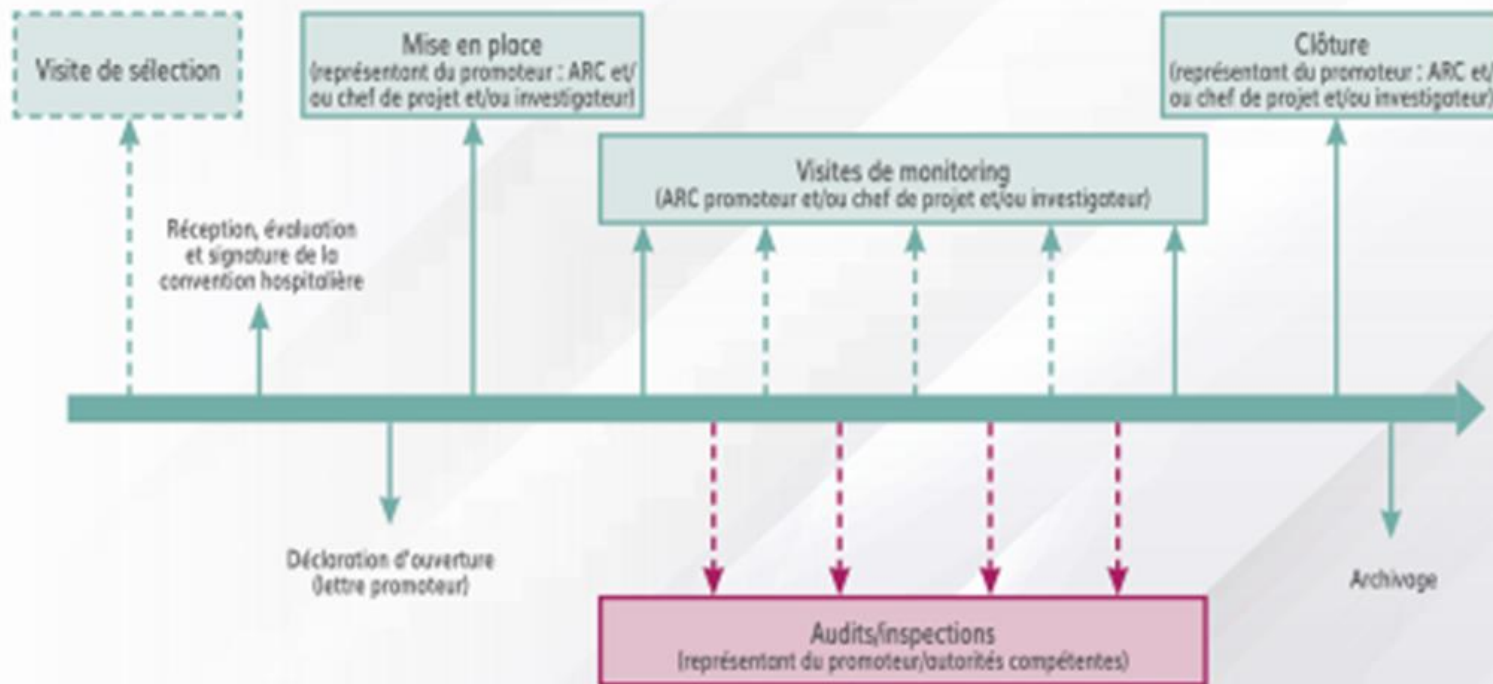 Visite de sélection
Mise en place
(représentant du promoteur : ARC et/
ou chef de projet et/ou investigateur)
Clôture
(représentant du promoteur : ARC et/
ou chef de projet et/ou investigateur)
Visites de monitoring
(ARC promoteur et/ou chef de projet et/ou investigateur)
Réception, évaluation
et signature de la
convention hospitalière
Déclaration d'ouverture
(lettre promoteur)
Archivage
Audits/inspections
(représentant du promoteur/autorités compétentes)